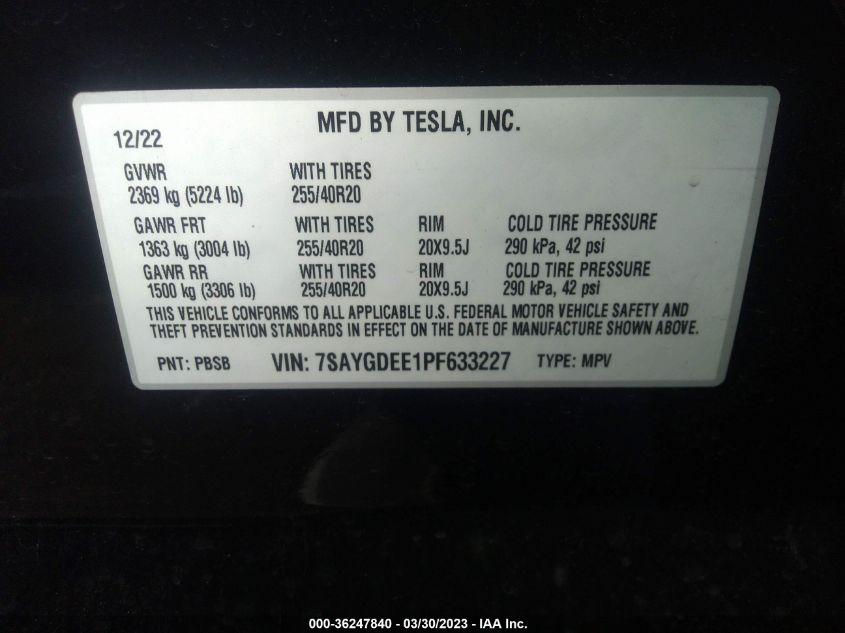 MFD BY TESLA, INC.
12/22
GVWR WITH TIRES
2369 kg (5224 lb) 255/40R20
GAWR FRT WITH TIRES RIM COLD TIRE PRESSURE
1363 kg (3004 lb) 255/40R20 20X9.5J 290 kPa, 42 psi
GAWR RR WITH TIRES RIM COLD TIRE PRESSURE
1500 kg (3306 lb) 255/40R20 20X9.5J 290 kPa, 42 psi
THIS VEHICLE CONFORMS TO ALL APPLICABLE U.S. FEDERAL MOTOR VEHICLE SAFETY AND
THEFT PREVENTION STANDARDS IN EFFECT ON THE DATE OF MANUFACTURE SHOWN ABOVE.
PNT: PBSB VIN: 7SAYGDEE1PF633227 TYPE: MPV
000-36247840 - 03/30/2023 - IAA Inc.